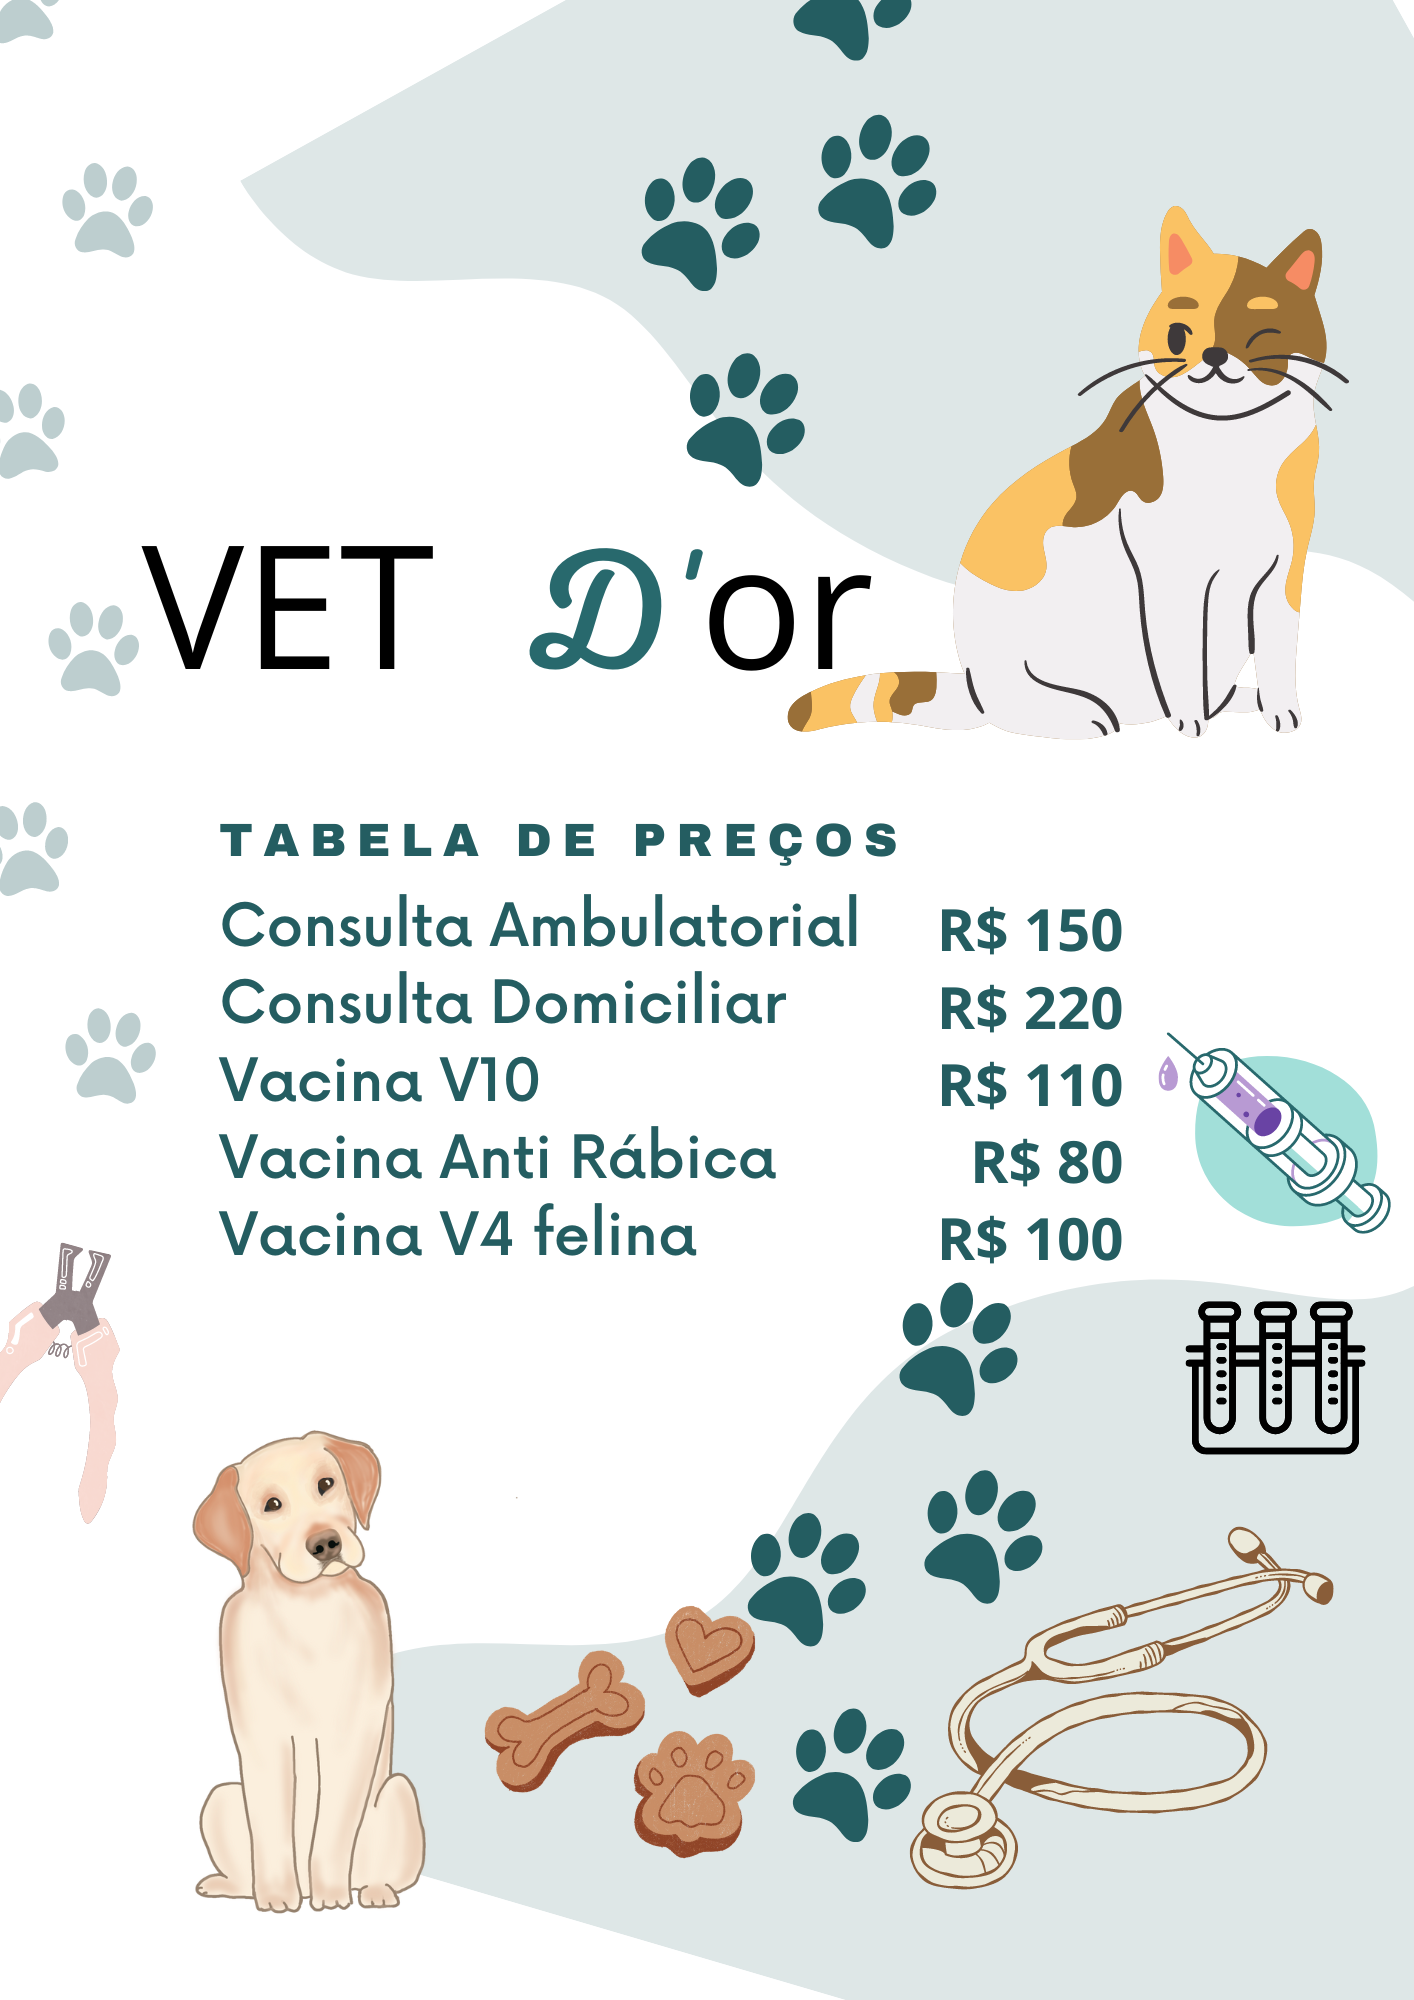 VET D'or
TABELA DE PREÇOS
Consulta Ambulatorial R$ 150
Consulta Domiciliar R$ 220
Vacina V10 R$ 110
Vacina Anti Rábica R$ 80
Vacina V4 felina R$ 100